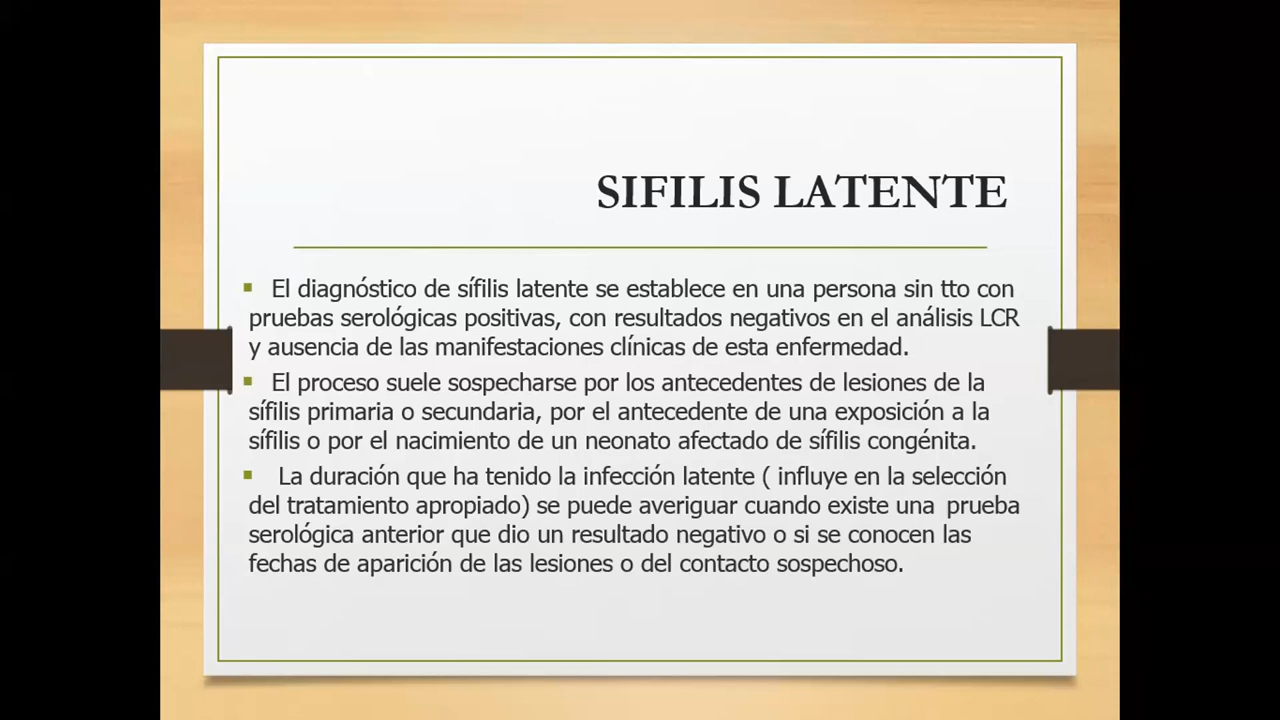 SIFILIS LATENTE
▪ El diagnóstico de sífilis latente se establece en una persona sin tto con
pruebas serológicas positivas, con resultados negativos en el análisis LCR
y ausencia de las manifestaciones clínicas de esta enfermedad.
▪ El proceso suele sospecharse por los antecedentes de lesiones de la
sífilis primaria o secundaria, por el antecedente de una exposición a la
sífilis o por el nacimiento de un neonato afectado de sífilis congénita.
▪ La duración que ha tenido la infección latente ( influye en la selección
del tratamiento apropiado) se puede averiguar cuando existe una prueba
serológica anterior que dio un resultado negativo o si se conocen las
fechas de aparición de las lesiones o del contacto sospechoso.